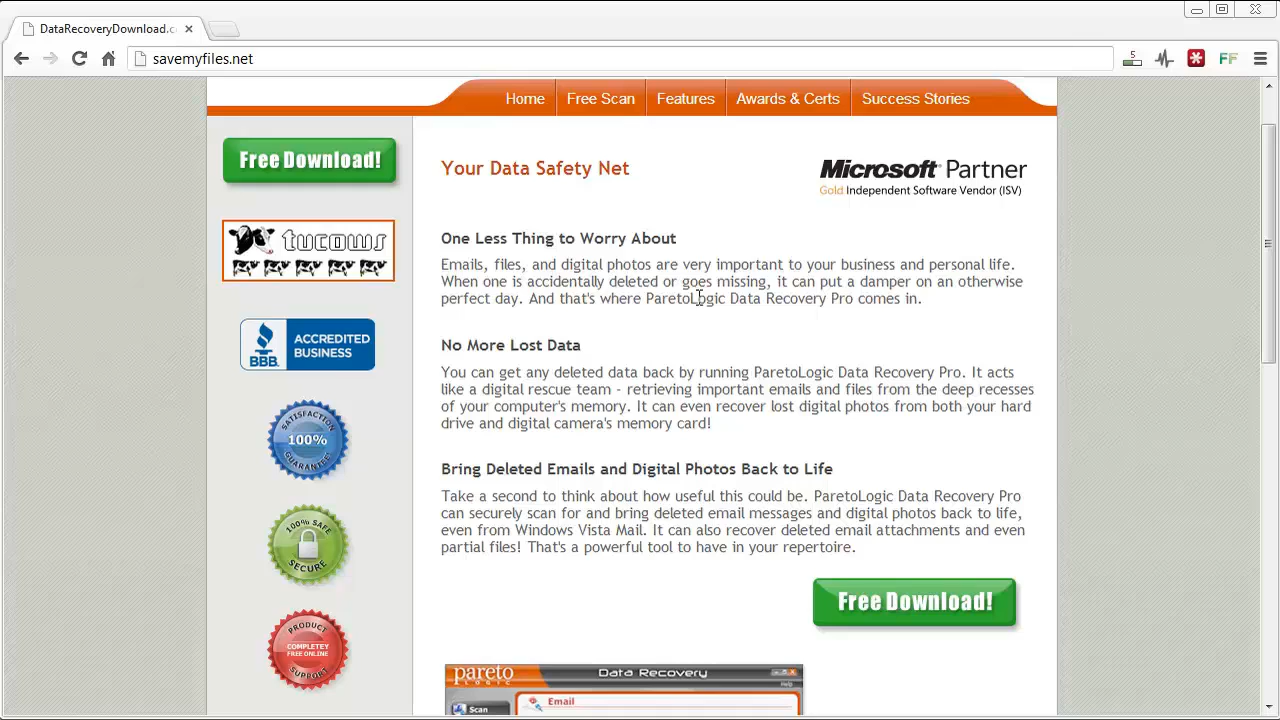 DataRecoveryDownload.c
savemyfiles.net
5
FF
Home
Free Scan
Features
Awards & Certs
Success Stories
Free Download!
tucows
BBB
ACCREDITED
BUSINESS
SATISFACTION
100%
GUARANTEE
100% SAFE
SECURE
PRODUCT
COMPLETEY
FREE ONLINE
SUPPORT
Your Data Safety Net
Microsoft Partner
Gold Independent Software Vendor (ISV)
One Less Thing to Worry About
Emails, files, and digital photos are very important to your business and personal life.
When one is accidentally deleted or goes missing, it can put a damper on an otherwise
perfect day. And that's where ParetoLogic Data Recovery Pro comes in.
No More Lost Data
You can get any deleted data back by running ParetoLogic Data Recovery Pro. It acts
like a digital rescue team - retrieving important emails and files from the deep recesses
of your computer's memory. It can even recover lost digital photos from both your hard
drive and digital camera's memory card!
Bring Deleted Emails and Digital Photos Back to Life
Take a second to think about how useful this could be. ParetoLogic Data Recovery Pro
can securely scan for and bring deleted email messages and digital photos back to life,
even from Windows Vista Mail. It can also recover deleted email attachments and even
partial files! That's a powerful tool to have in your repertoire.
Free Download!
pareto
LOGIC
Data Recovery
Help
Scan
Email